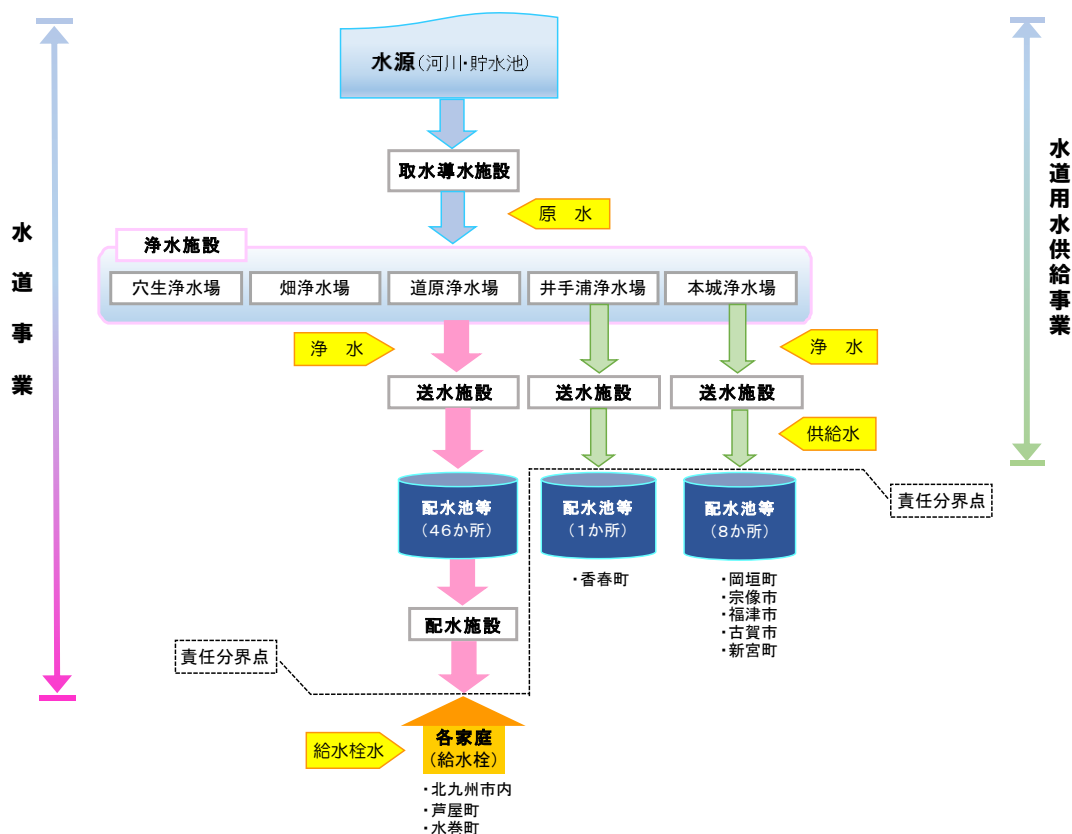 水源（河川・貯水池）
取水導水施設
原　水
浄水施設
穴生浄水場
畑浄水場
道原浄水場
井手浦浄水場
本城浄水場
浄　水
浄　水
送水施設
送水施設
送水施設
供給水
配水池等
（46か所）
配水池等
（1か所）
配水池等
（8か所）
責任分界点
・香春町
・岡垣町
・宗像市
・福津市
・古賀市
・新宮町
配水施設
責任分界点
各家庭
（給水栓）
給水栓水
・北九州市内
・芦屋町
・水巻町
水道事業
水道用水供給事業